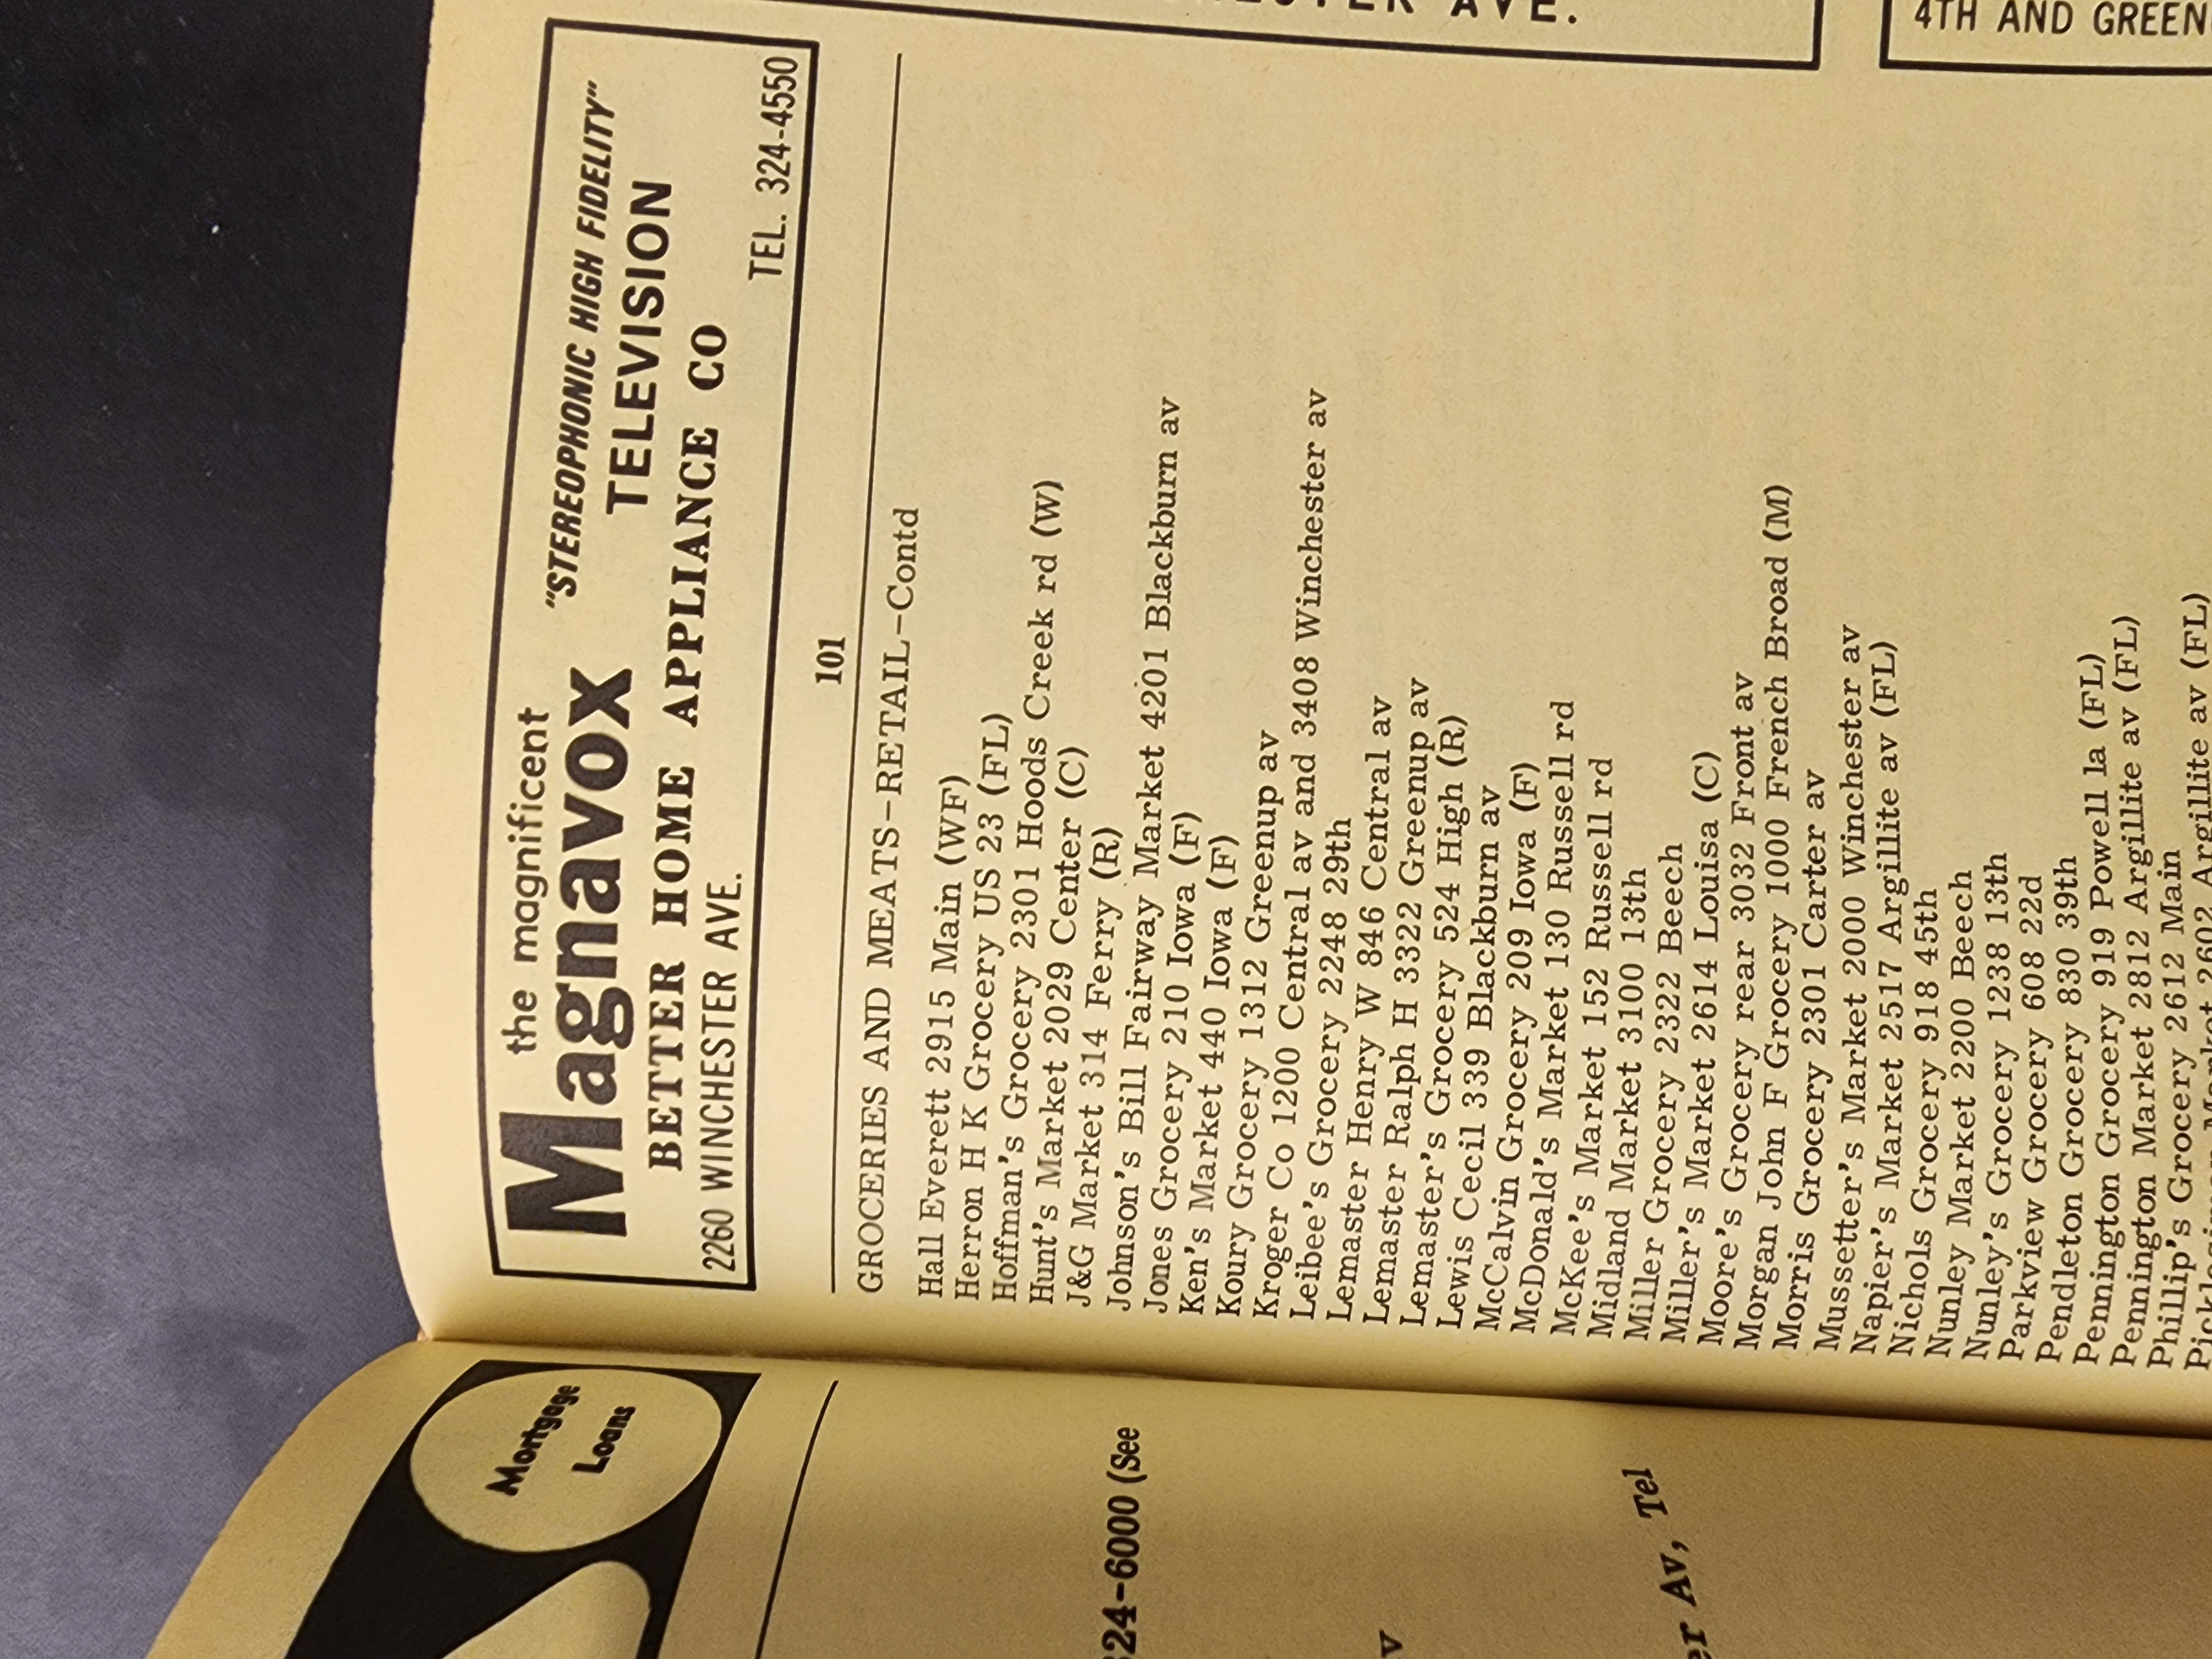 the magnificent
Magnavox
"STEREOPHONIC HIGH FIDELITY"
TELEVISION
BETTER HOME APPLIANCE CO
2260 WINCHESTER AVE.
TEL. 324-4550
101
GROCERIES AND MEATS-RETAIL-Contd
Hall Everett 2915 Main (WF)
Herron H K Grocery US 23 (FL)
Hoffman's Grocery 2301 Hoods Creek rd (W)
Hunt's Market 2029 Center (C)
J&G Market 314 Ferry (R)
Johnson's Bill Fairway Market 4201 Blackburn av
Jones Grocery 210 Iowa (F)
Ken's Market 440 Iowa (F)
Koury Grocery 1312 Greenup av
Kroger Co 1200 Central av and 3408 Winchester av
Leibee's Grocery 2248 29th
Lemaster Henry W 846 Central av
Lemaster Ralph H 3322 Greenup av
Lemaster's Grocery 524 High (R)
Lewis Cecil 339 Blackburn av
McCalvin Grocery 209 Iowa (F)
McDonald's Market 130 Russell rd
McKee's Market 152 Russell rd
Midland Market 3100 13th
Miller Grocery 2322 Beech
Miller's Market 2614 Louisa (C)
Moore's Grocery rear 3032 Front av
Morgan John F Grocery 1000 French Broad (M)
Morris Grocery 2301 Carter av
Mussetter's Market 2000 Winchester av
Napier's Market 2517 Argillite av (FL)
Nichols Grocery 918 45th
Nunley Market 2200 Beech
Nunley's Grocery 1238 13th
Parkview Grocery 608 22d
Pendleton Grocery 830 39th
Pennington Grocery 919 Powell la (FL)
Pennington Market 2812 Argillite av (FL)
Phillip's Grocery 2612 Main
Market 2602 Argillite av (FL)
AVE.
4TH AND GREEN
Mortgage
Loans
324-6000 (See
v
er Av, Tel